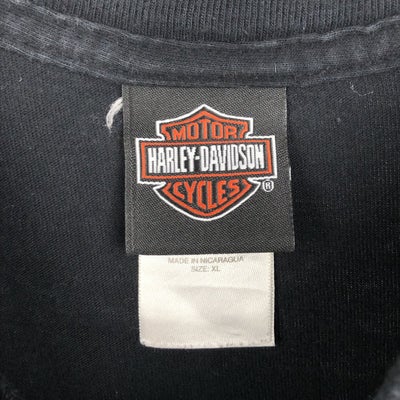 MOTOR
HARLEY-DAVIDSON
CYCLES ®
MADE IN NICARAGUA
SIZE: XL